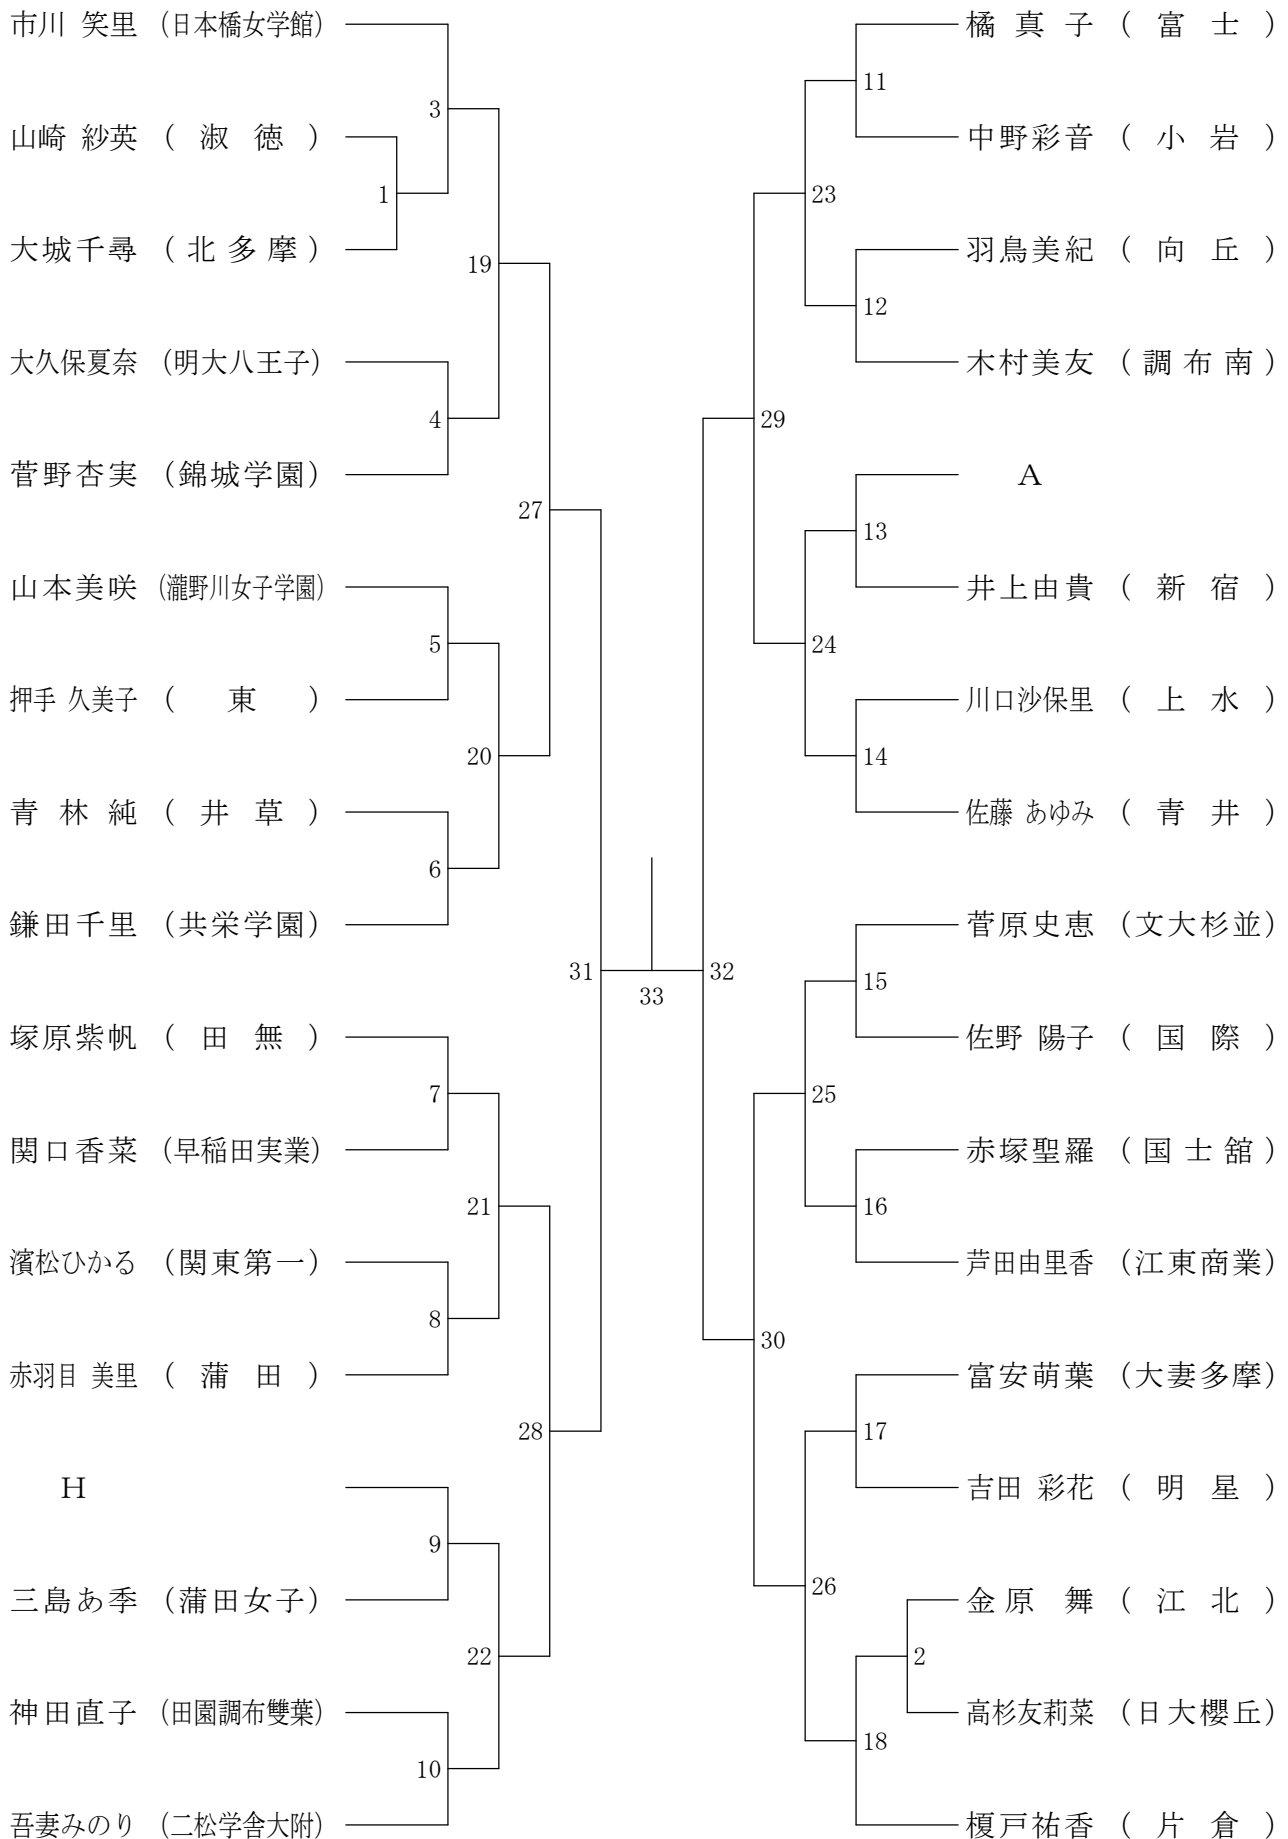 市川 笑里 (日本橋女学館)
3
山崎 紗英 (淑徳)
1
大城千尋 (北多摩)
19
大久保夏奈 (明大八王子)
4
菅野杏実 (錦城学園)
27
山本美咲 (瀧野川女子学園)
5
押手 久美子 (東)
20
青林純 (井草)
6
鎌田千里 (共栄学園)
31
33
塚原紫帆 (田無)
7
関口香菜 (早稲田実業)
21
濱松ひかる (関東第一)
8
赤羽目 美里 (蒲田)
28
H
9
三島あ季 (蒲田女子)
22
神田直子 (田園調布雙葉)
10
吾妻みのり (二松学舎大附)
橘真子 (富士)
11
中野彩音 (小岩)
23
羽鳥美紀 (向丘)
12
木村美友 (調布南)
29
A
13
井上由貴 (新宿)
24
川口沙保里 (上水)
14
佐藤 あゆみ (青井)
32
菅原史恵 (文大杉並)
15
佐野 陽子 (国際)
25
赤塚聖羅 (国士舘)
16
芦田由里香 (江東商業)
30
富安萌葉 (大妻多摩)
17
吉田 彩花 (明星)
26
金原 舞 (江北)
2
高杉友莉菜 (日大櫻丘)
18
榎戸祐香 (片倉)